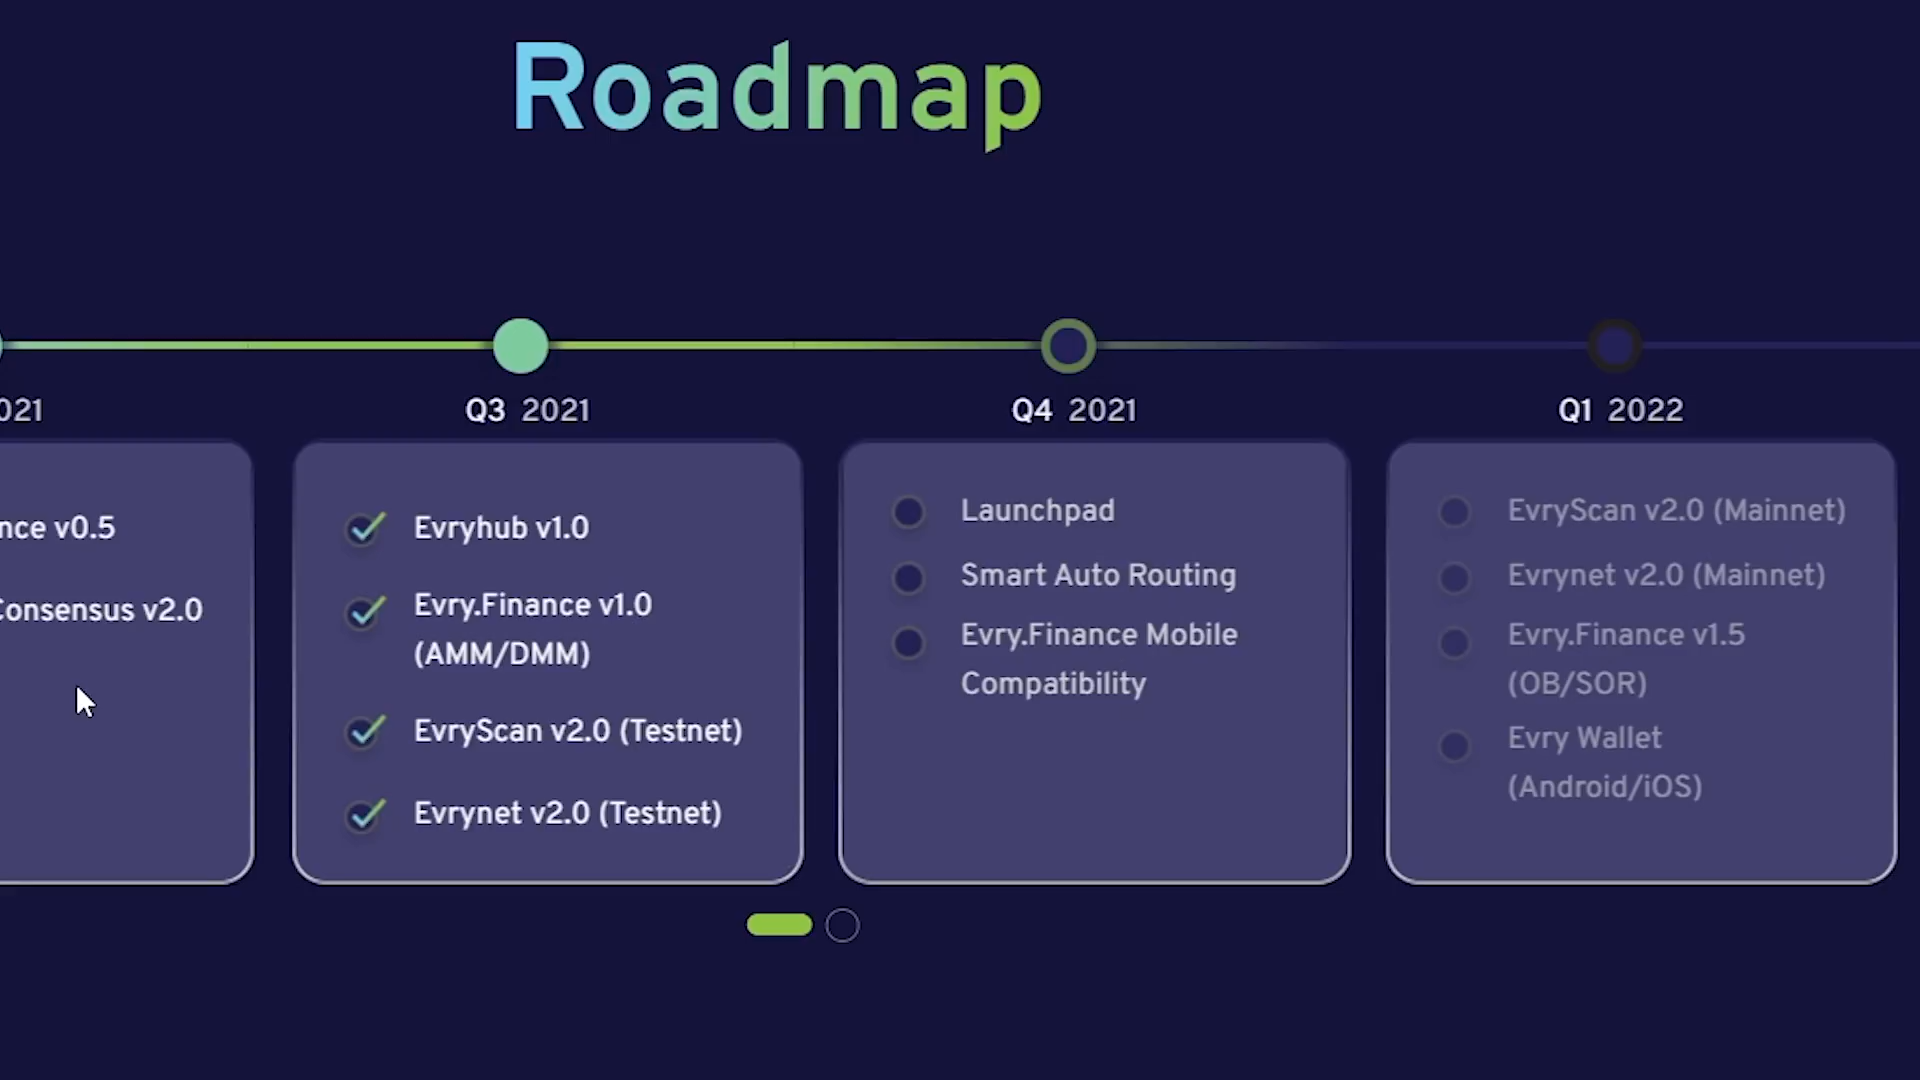 Roadmap
021
Q3 2021
Q4 2021
Q1 2022
nce v0.5
Consensus v2.0
Evryhub v1.0
Evry.Finance v1.0
(AMM/DMM)
EvryScan v2.0 (Testnet)
Evrynet v2.0 (Testnet)
Launchpad
Smart Auto Routing
Evry.Finance Mobile
Compatibility
EvryScan v2.0 (Mainnet)
Evrynet v2.0 (Mainnet)
Evry.Finance v1.5
(OB/SOR)
Evry Wallet
(Android/iOS)